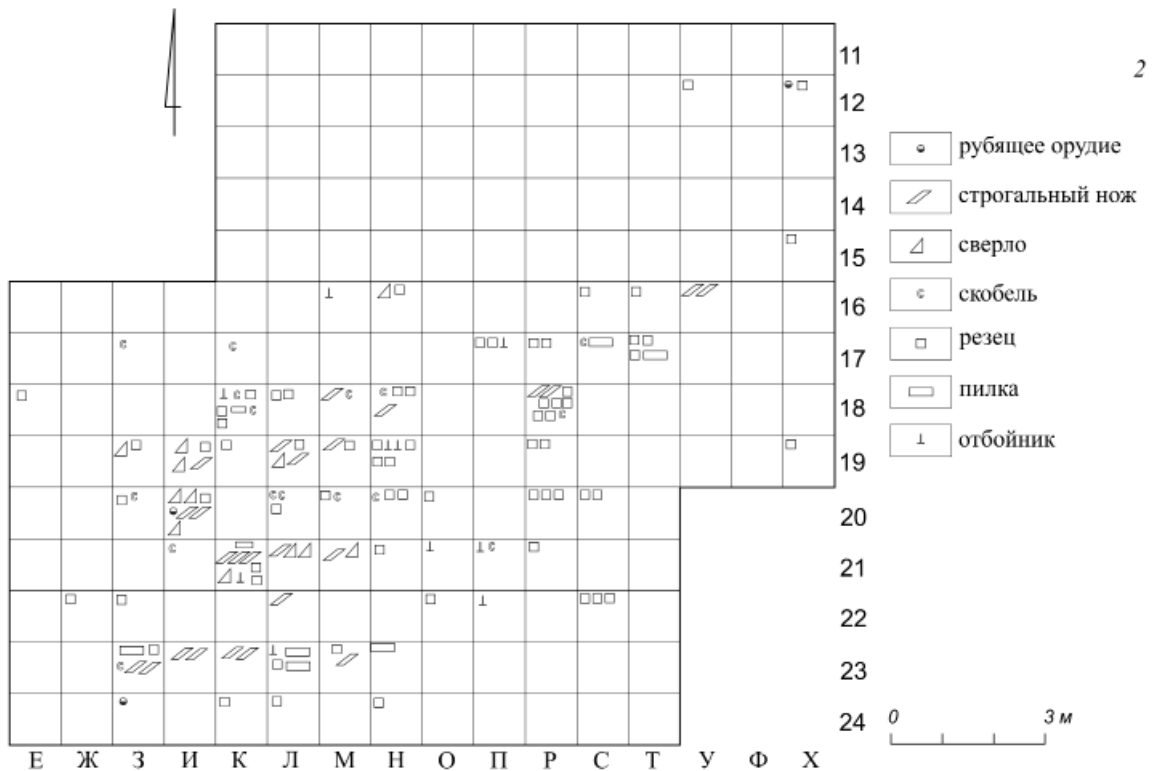 11
2
12
рубящее орудие
13
строгальный нож
14
сверло
15
скобель
16
резец
17
пилка
18
отбойник
19
20
21
22
23
24
0 3 м
Е Ж З И К Л М Н О П Р С Т У Ф Х